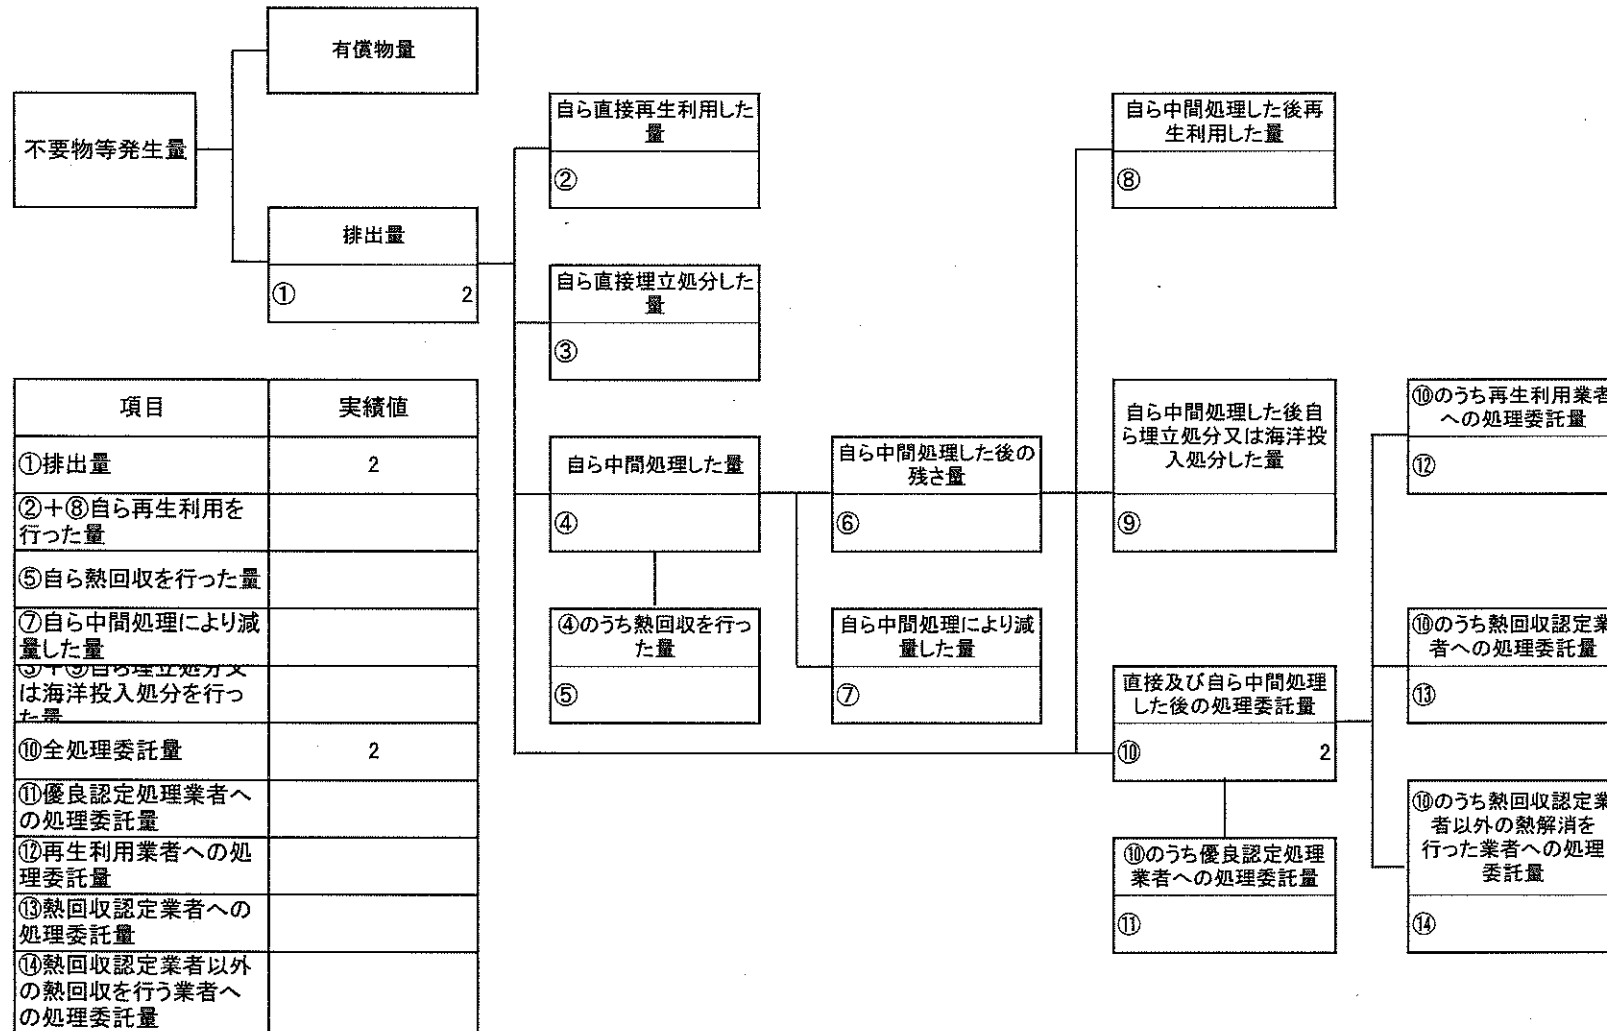 有償物量
不要物等発生量
排出量
① 2
自ら直接再生利用した
量
②
自ら直接埋立処分した
量
③
自ら中間処理した量
④
④のうち熱回収を行っ
た量
⑤
自ら中間処理した後の
残さ量
⑥
自ら中間処理により減
量した量
⑦
自ら中間処理した後再
生利用した量
⑧
自ら中間処理した後自
ら埋立処分又は海洋投
入処分した量
⑨
直接及び自ら中間処理
した後の処理委託量
⑩ 2
⑩のうち優良認定処理
業者への処理委託量
⑪
⑩のうち再生利用業者
への処理委託量
⑫
⑩のうち熱回収認定業
者への処理委託量
⑬
⑩のうち熱回収認定業
者以外の熱解消を
行った業者への処理
委託量
⑭
項目 実績値
①排出量 2
②+⑧自ら再生利用を
行った量
⑤自ら熱回収を行った量
⑦自ら中間処理により減
量した量
③+⑨自ら埋立処分又
は海洋投入処分を行っ
た量
⑩全処理委託量 2
⑪優良認定処理業者へ
の処理委託量
⑫再生利用業者への処
理委託量
⑬熱回収認定業者への
処理委託量
⑭熱回収認定業者以外
の熱回収を行う業者へ
の処理委託量